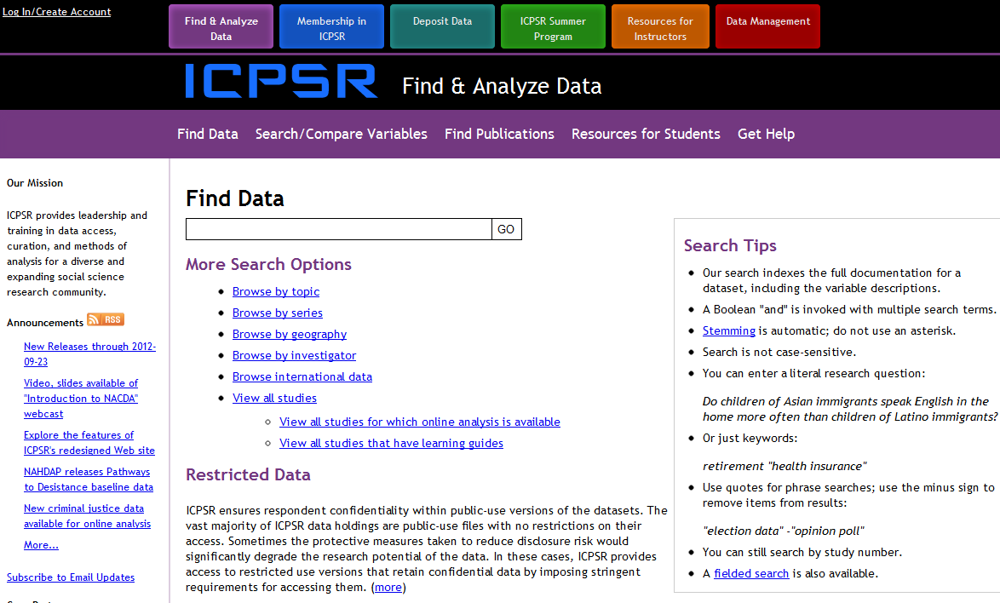 Log In/Create Account
Find & Analyze
Data
Membership in
ICPSR
Deposit Data
ICPSR Summer
Program
Resources for
Instructors
Data Management
ICPSR
Find & Analyze Data
Find Data
Search/Compare Variables
Find Publications
Resources for Students
Get Help
Our Mission
ICPSR provides leadership and
training in data access,
curation, and methods of
analysis for a diverse and
expanding social science
research community.
Announcements RSS
New Releases through 2012-
09-23
Video, slides available of
"Introduction to NACDA"
webcast
Explore the features of
ICPSR's redesigned Web site
NAHDAP releases Pathways
to Desistance baseline data
New criminal justice data
available for online analysis
More...
Subscribe to Email Updates
Find Data
GO
More Search Options
Browse by topic
Browse by series
Browse by geography
Browse by investigator
Browse international data
View all studies
View all studies for which online analysis is available
View all studies that have learning guides
Restricted Data
ICPSR ensures respondent confidentiality within public-use versions of the datasets. The
vast majority of ICPSR data holdings are public-use files with no restrictions on their
access. Sometimes the protective measures taken to reduce disclosure risk would
significantly degrade the research potential of the data. In these cases, ICPSR provides
access to restricted use versions that retain confidential data by imposing stringent
requirements for accessing them. (more)
Search Tips
Our search indexes the full documentation for a
dataset, including the variable descriptions.
A Boolean "and" is invoked with multiple search terms.
Stemming is automatic; do not use an asterisk.
Search is not case-sensitive.
You can enter a literal research question:
Do children of Asian immigrants speak English in the
home more often than children of Latino immigrants?
Or just keywords:
retirement "health insurance"
Use quotes for phrase searches; use the minus sign to
remove items from results:
"election data" -"opinion poll"
You can still search by study number.
A fielded search is also available.